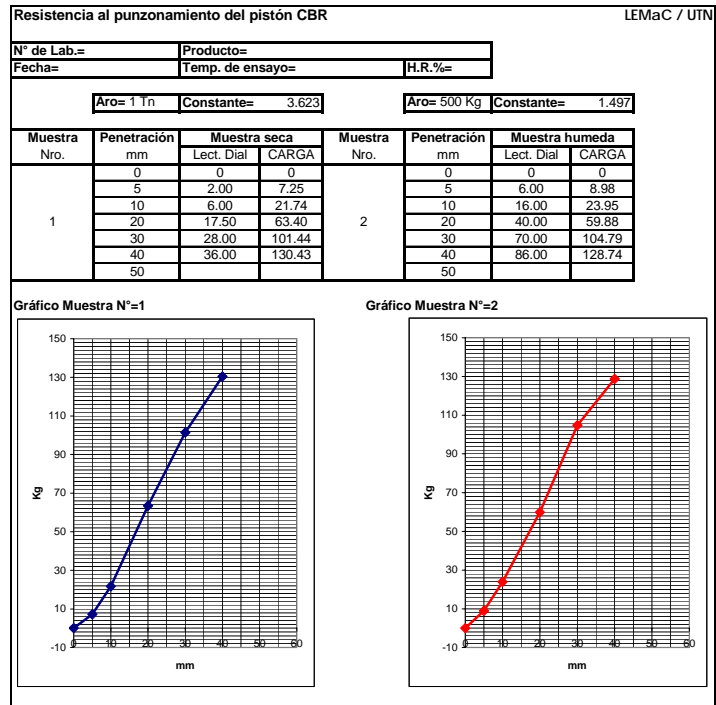 Resistencia al punzonamiento del pistón CBR LEMaC / UTN
N° de Lab.= Producto=
Fecha= Temp. de ensayo= H.R.%=
Aro= 1 Tn Constante= 3.623 Aro= 500 Kg Constante= 1.497
Muestra Penetración Muestra seca Muestra Penetración Muestra humeda
Nro. mm Lect. Dial CARGA Nro. mm Lect. Dial CARGA
0 0 0 0 0 0
5 2.00 7.25 5 6.00 8.98
10 6.00 21.74 10 16.00 23.95
1 20 17.50 63.40 2 20 40.00 59.88
30 28.00 101.44 30 70.00 104.79
40 36.00 130.43 40 86.00 128.74
50 50
Gráfico Muestra N°=1 Gráfico Muestra N°=2
150
130
110
90
70
50
30
10
-10
Kg
0 10 20 30 40 50 60
mm
150
130
110
90
70
50
30
10
-10
Kg
0 10 20 30 40 50 60
mm